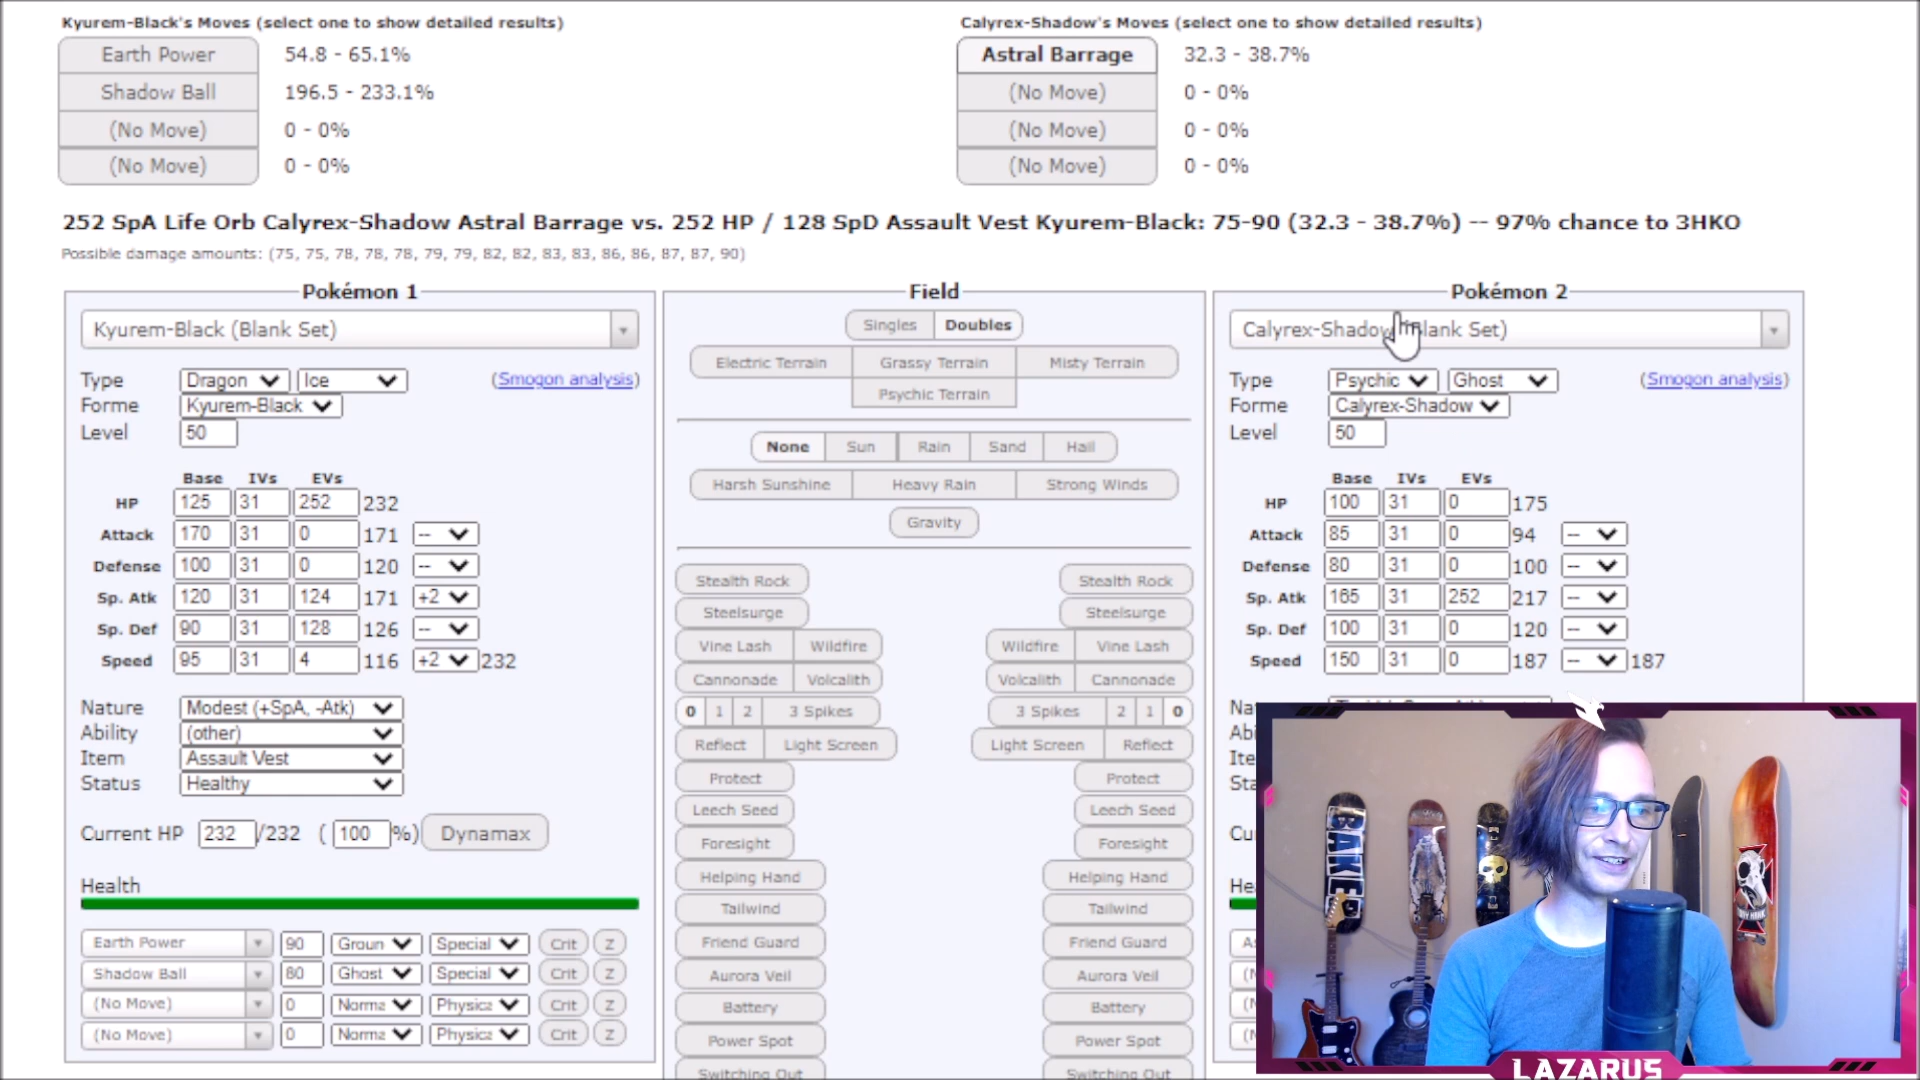 Kyurem-Black's Moves (select one to show detailed results)
Earth Power 54.8 - 65.1%
Shadow Ball 196.5 - 233.1%
(No Move) 0 - 0%
(No Move) 0 - 0%
Calyrex-Shadow's Moves (select one to show detailed results)
Astral Barrage 32.3 - 38.7%
(No Move) 0 - 0%
(No Move) 0 - 0%
(No Move) 0 - 0%
252 SpA Life Orb Calyrex-Shadow Astral Barrage vs. 252 HP / 128 SpD Assault Vest Kyurem-Black: 75-90 (32.3 - 38.7%) -- 97% chance to 3HKO
Possible damage amounts: (75, 75, 78, 78, 78, 79, 79, 82, 82, 83, 83, 86, 86, 87, 87, 90)
Pokémon 1
Kyurem-Black (Blank Set)
Type Dragon Ice (Smogon analysis)
Forme Kyurem-Black
Level 50
Base IVs EVs
HP 125 31 252 232
Attack 170 31 0 171 --
Defense 100 31 0 120 --
Sp. Atk 120 31 124 171 +2
Sp. Def 90 31 128 126 --
Speed 95 31 4 116 +2 232
Nature Modest (+SpA, -Atk)
Ability (other)
Item Assault Vest
Status Healthy
Current HP 232 /232 ( 100 %) Dynamax
Health
Earth Power 90 Groun Special Crit Z
Shadow Ball 80 Ghost Special Crit Z
(No Move) 0 Norma Physica Crit Z
(No Move) 0 Norma Physica Crit Z
Field
Singles Doubles
Electric Terrain Grassy Terrain Misty Terrain
Psychic Terrain
None Sun Rain Sand Hail
Harsh Sunshine Heavy Rain Strong Winds
Gravity
Stealth Rock Stealth Rock
Steelsurge Steelsurge
Vine Lash Wildfire Wildfire Vine Lash
Cannonade Volcalith Volcalith Cannonade
0 1 2 3 Spikes 3 Spikes 2 1 0
Reflect Light Screen Light Screen Reflect
Protect Protect
Leech Seed Leech Seed
Foresight Foresight
Helping Hand Helping Hand
Tailwind Tailwind
Friend Guard Friend Guard
Aurora Veil Aurora Veil
Battery Battery
Power Spot Power Spot
Switching Out Switching Out
Pokémon 2
Calyrex-Shadow Blank Set)
Type Psychic Ghost (Smogon analysis)
Forme Calyrex-Shadow
Level 50
Base IVs EVs
HP 100 31 0 175
Attack 85 31 0 94 --
Defense 80 31 0 100 --
Sp. Atk 165 31 252 217 --
Sp. Def 100 31 0 120 --
Speed 150 31 0 187 -- 187
LAZARUS